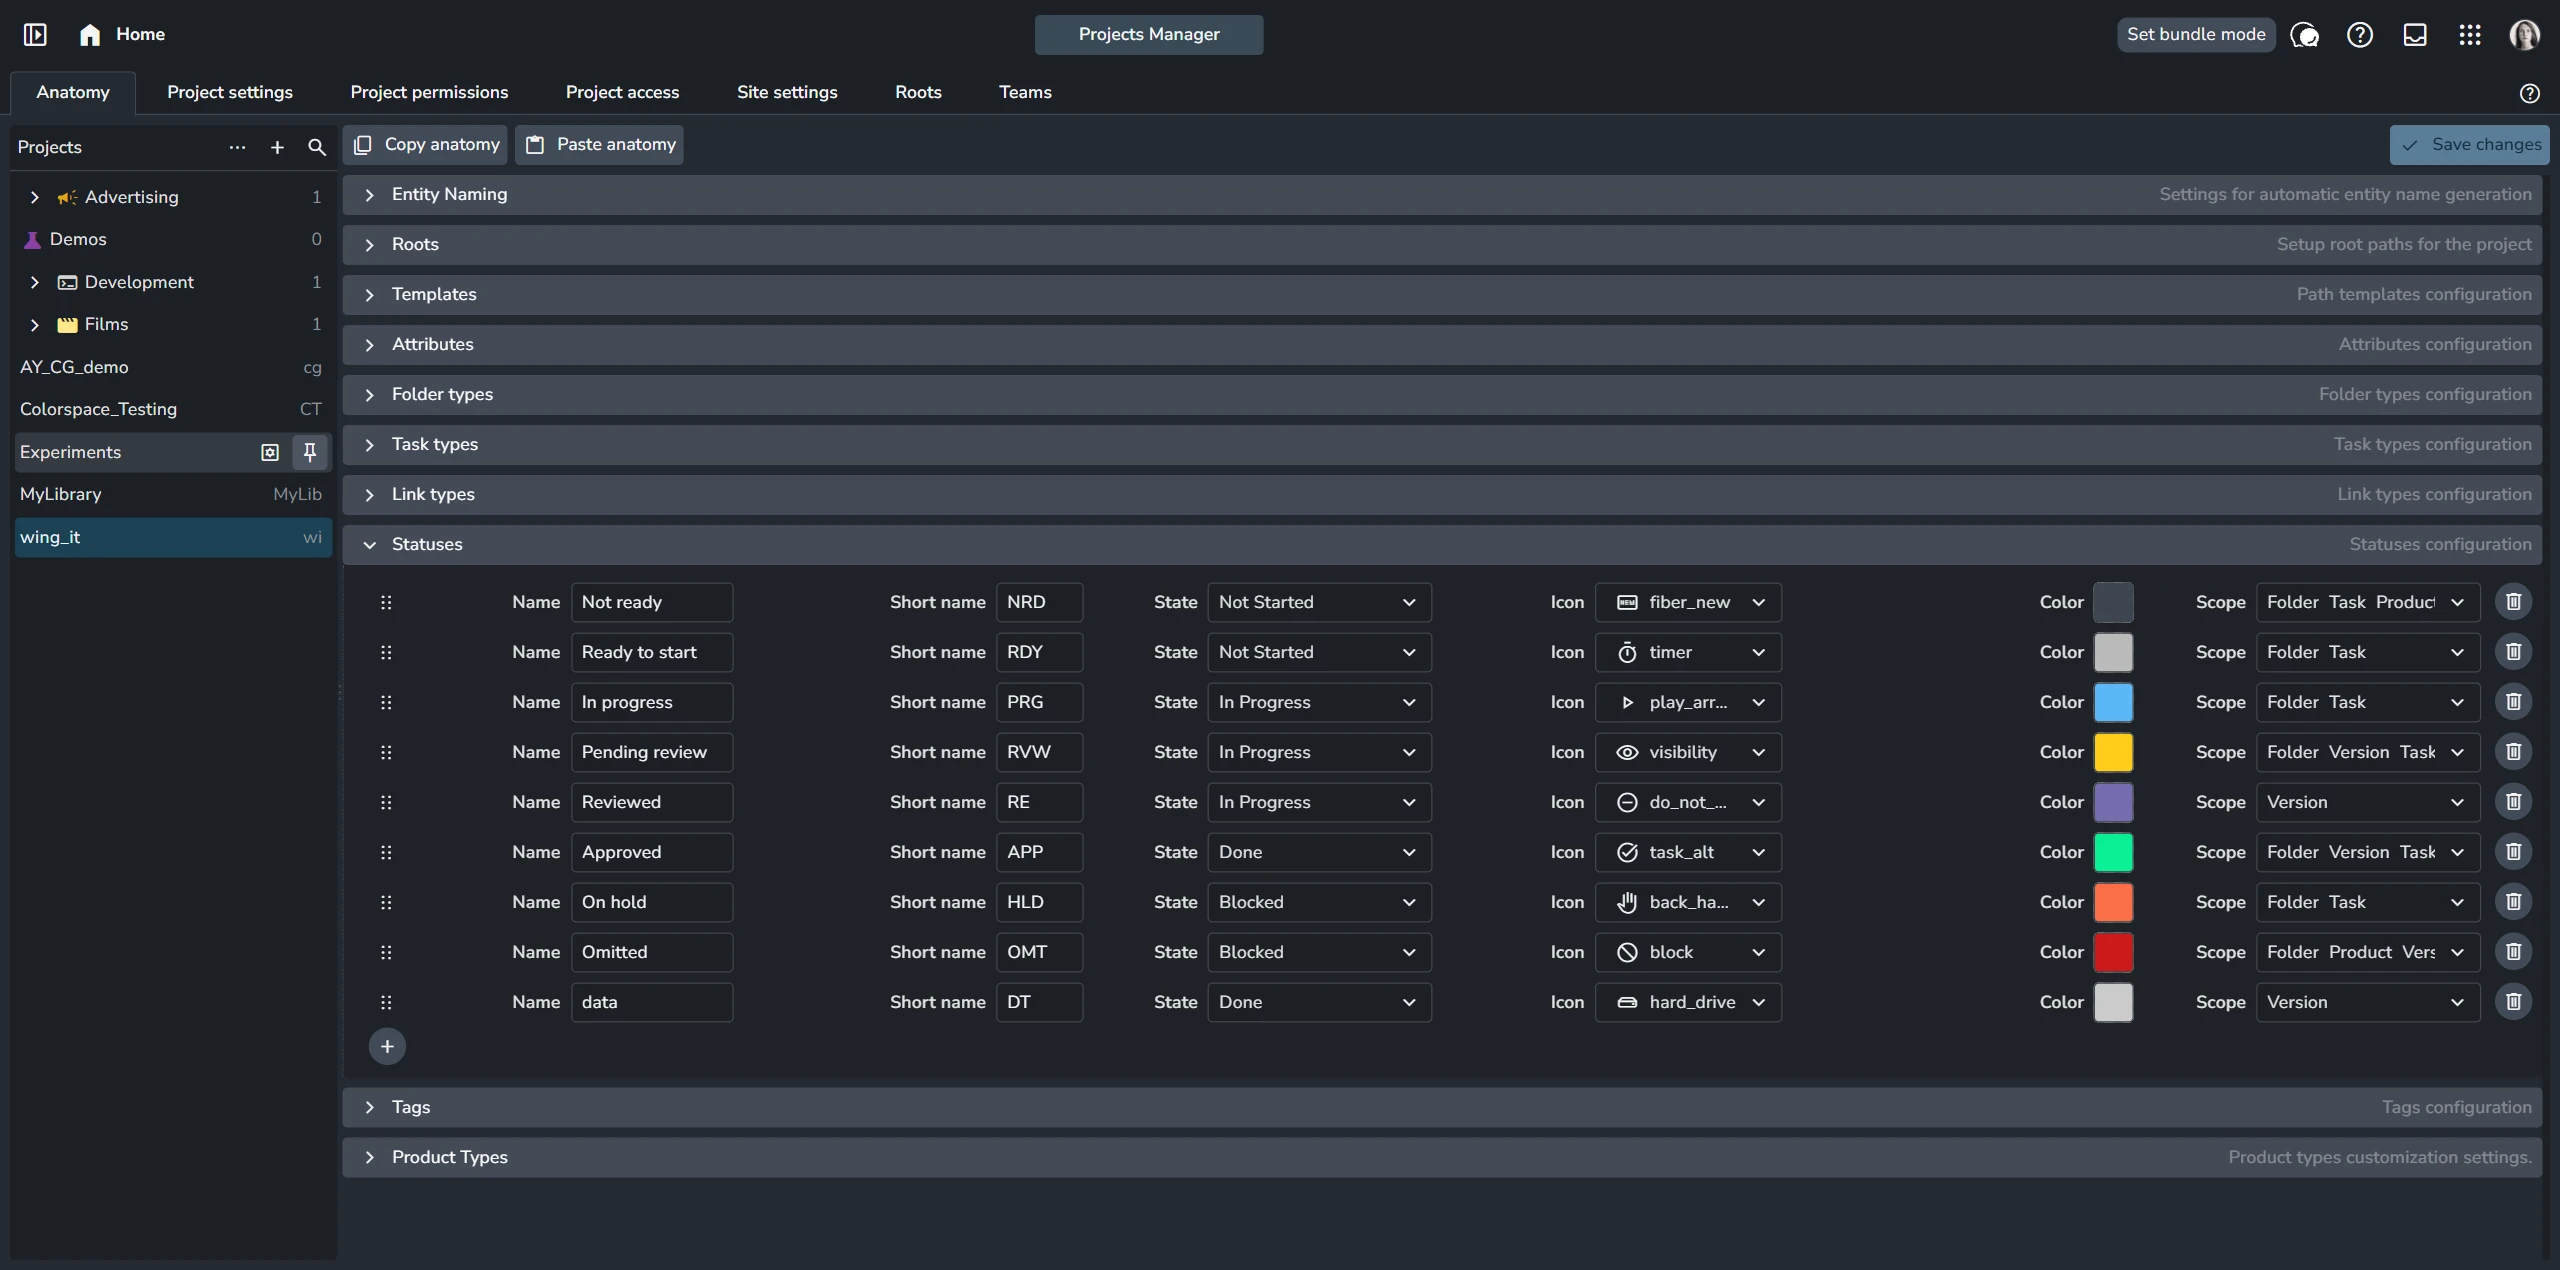 Home
Projects Manager
Set bundle mode
Anatomy
Project settings
Project permissions
Project access
Site settings
Roots
Teams
Projects
Advertising 1
Demos 0
Development 1
Films 1
AY_CG_demo cg
Colorspace_Testing CT
Experiments
MyLibrary MyLib
wing_it wi
Copy anatomy
Paste anatomy
Save changes
Entity Naming Settings for automatic entity name generation
Roots Setup root paths for the project
Templates Path templates configuration
Attributes Attributes configuration
Folder types Folder types configuration
Task types Task types configuration
Link types Link types configuration
Statuses Statuses configuration
Name Not ready Short name NRD State Not Started Icon NEW fiber_new Color Scope Folder Task Product
Name Ready to start Short name RDY State Not Started Icon timer Color Scope Folder Task
Name In progress Short name PRG State In Progress Icon play_arr... Color Scope Folder Task
Name Pending review Short name RVW State In Progress Icon visibility Color Scope Folder Version Task
Name Reviewed Short name RE State In Progress Icon do_not_... Color Scope Version
Name Approved Short name APP State Done Icon task_alt Color Scope Folder Version Task
Name On hold Short name HLD State Blocked Icon back_ha... Color Scope Folder Task
Name Omitted Short name OMT State Blocked Icon block Color Scope Folder Product Vers
Name data Short name DT State Done Icon hard_drive Color Scope Version
Tags Tags configuration
Product Types Product types customization settings.